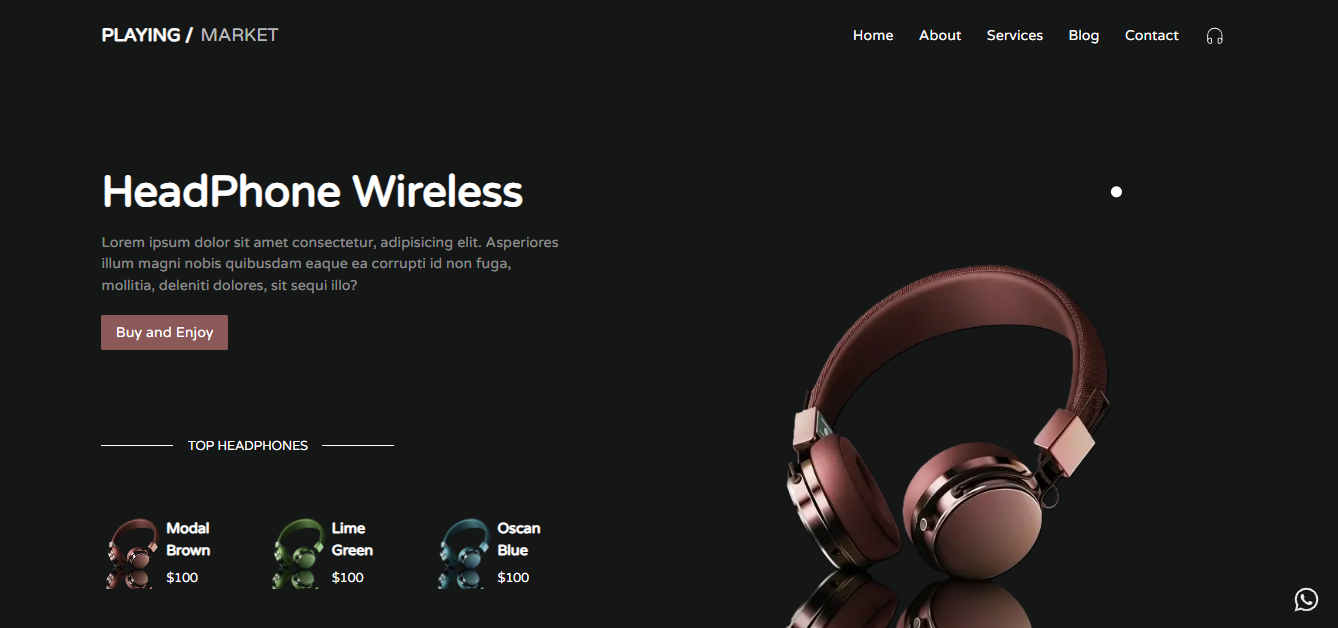 PLAYING / MARKET
Home About Services Blog Contact
HeadPhone Wireless
Lorem ipsum dolor sit amet consectetur, adipisicing elit. Asperiores
illum magni nobis quibusdam eaque ea corrupti id non fuga,
mollitia, deleniti dolores, sit sequi illo?
Buy and Enjoy
TOP HEADPHONES
Modal
Brown
$100
Lime
Green
$100
Oscan
Blue
$100